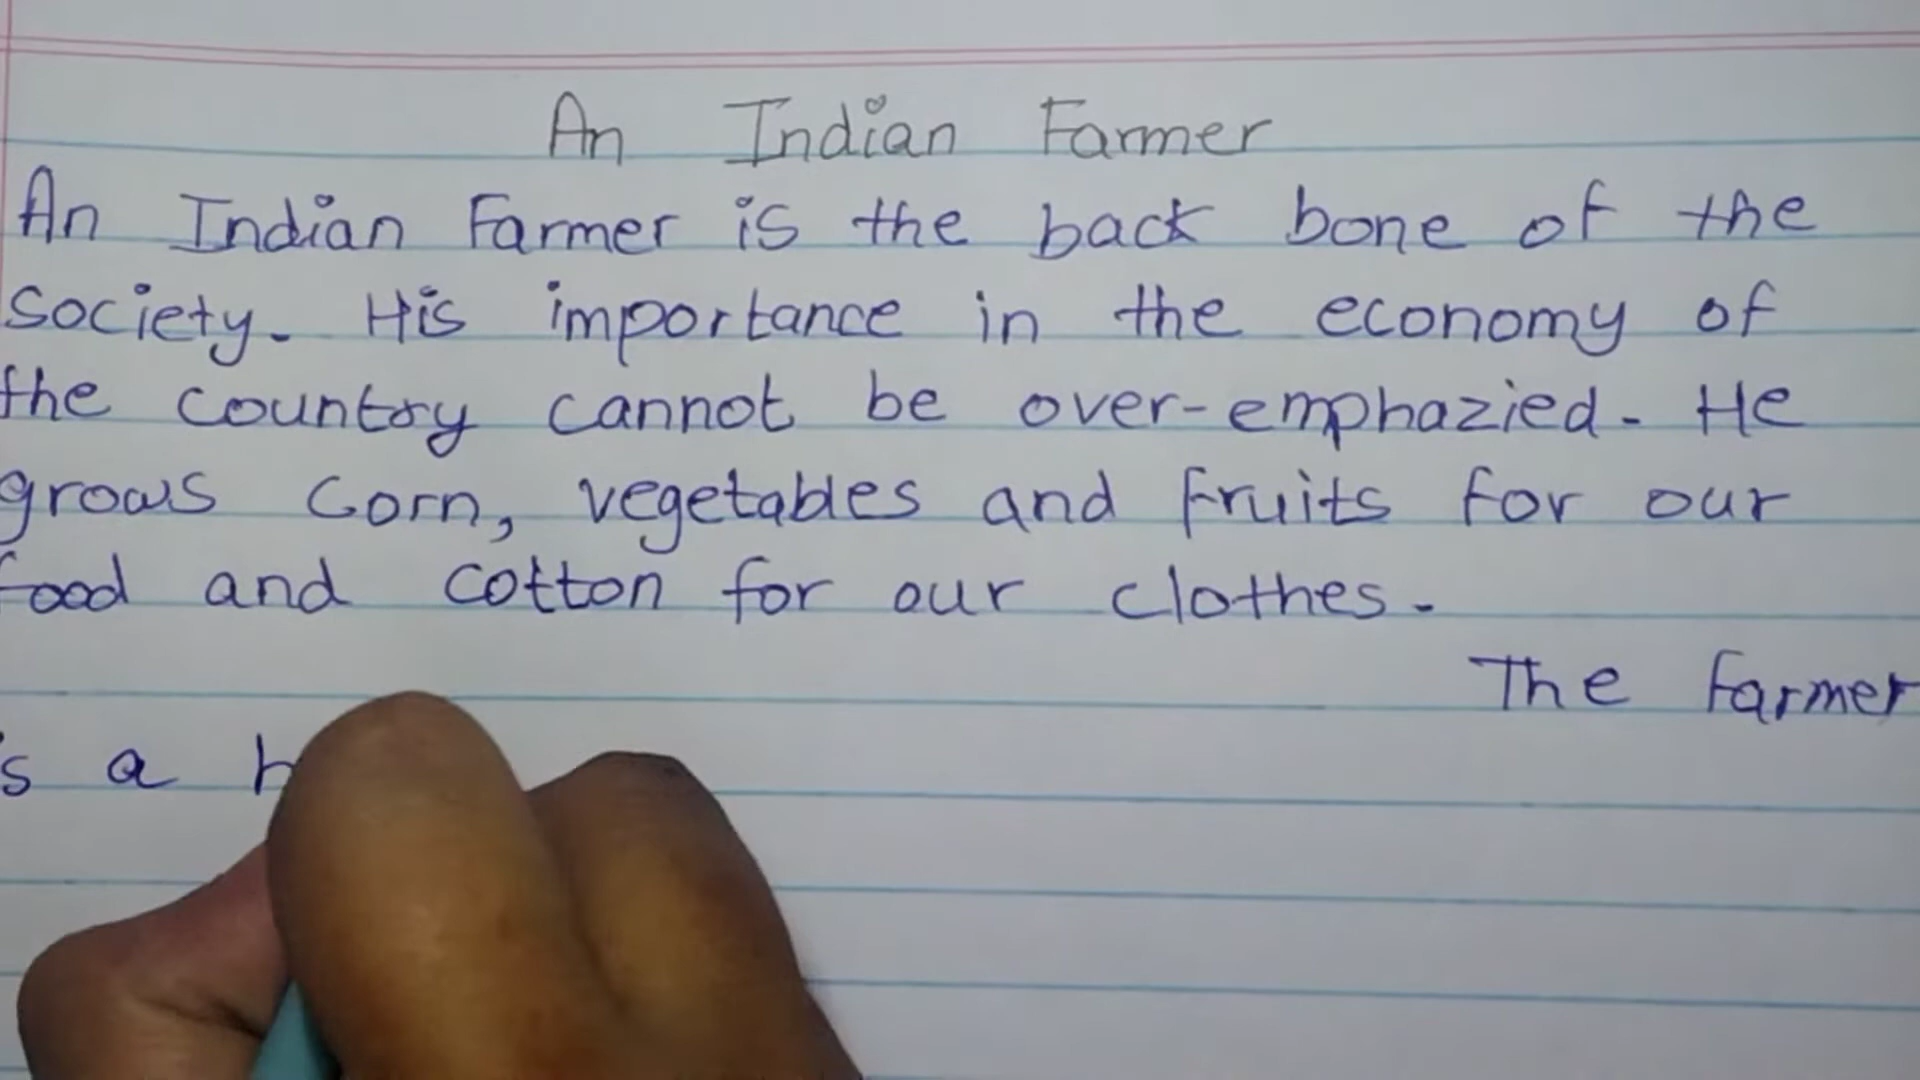 An Indian Farmer
An Indian Farmer is the back bone of the
society. His importance in the economy of
the country cannot be over-emphazied. He
grows Corn, vegetables and fruits for our
food and cotton for our clothes.
The farmer
a